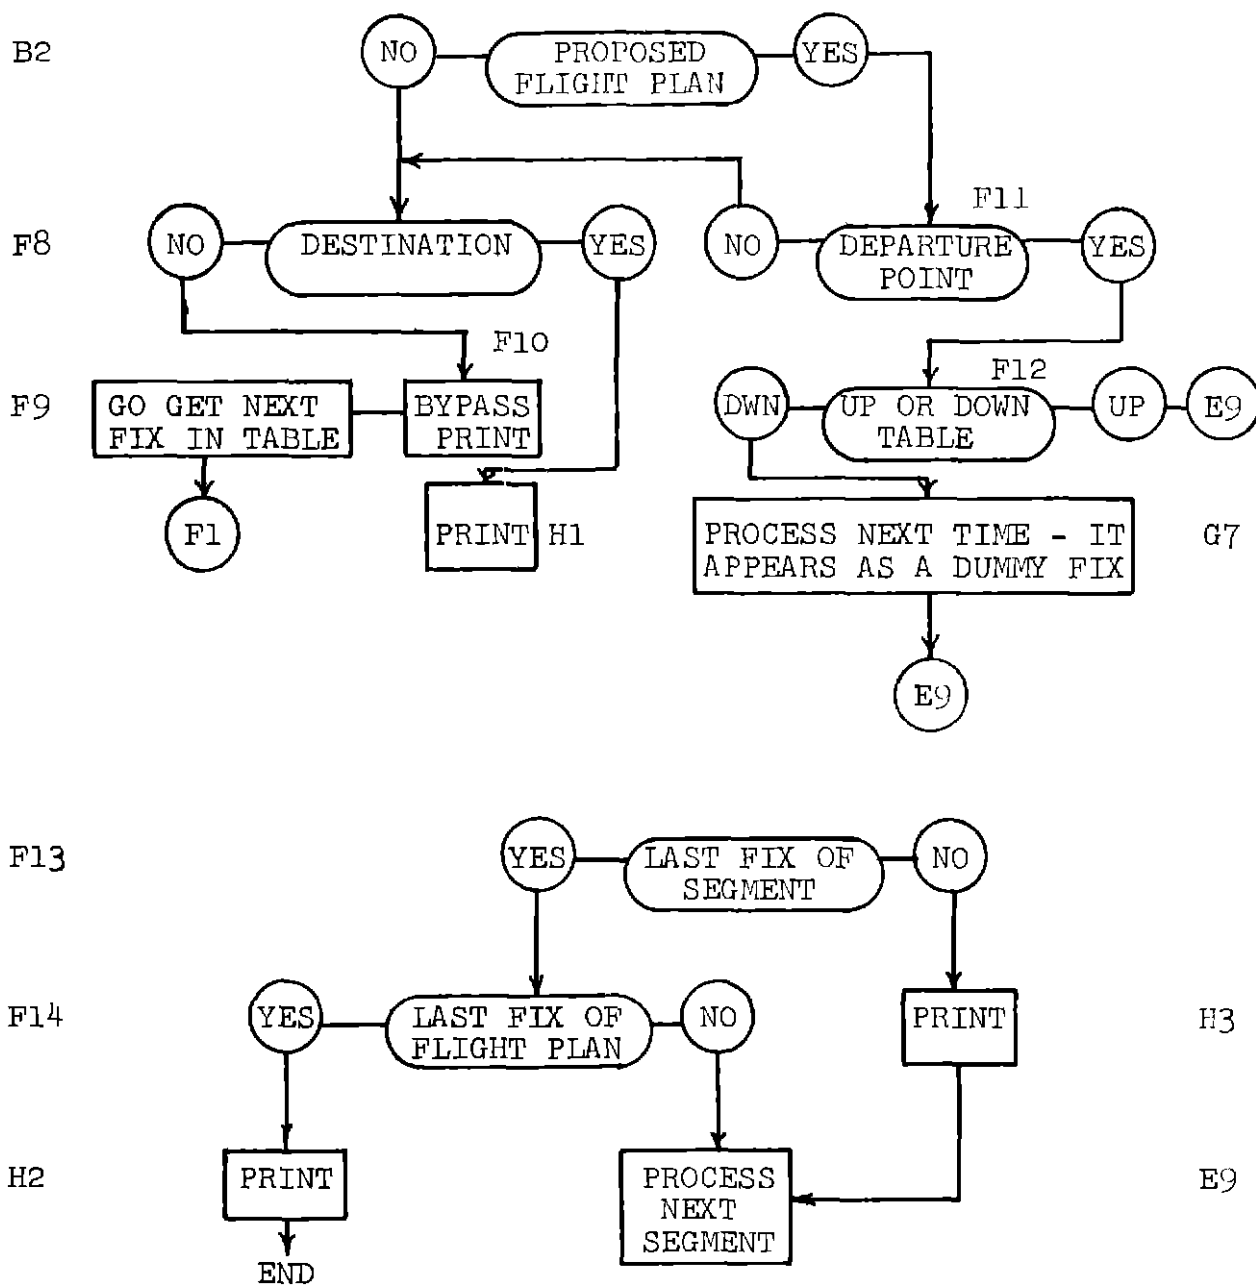 B2
NO
PROPOSED
FLIGHT PLAN
YES
F11
F8
NO
DESTINATION
YES
NO
DEPARTURE
POINT
YES
F10
F12
F9
GO GET NEXT
FIX IN TABLE
BYPASS
PRINT
DWN
UP OR DOWN
TABLE
UP
E9
F1
PRINT
H1
PROCESS NEXT TIME - IT
APPEARS AS A DUMMY FIX
G7
E9
F13
YES
LAST FIX OF
SEGMENT
NO
F14
YES
LAST FIX OF
FLIGHT PLAN
NO
PRINT
H3
H2
PRINT
PROCESS
NEXT
SEGMENT
E9
END